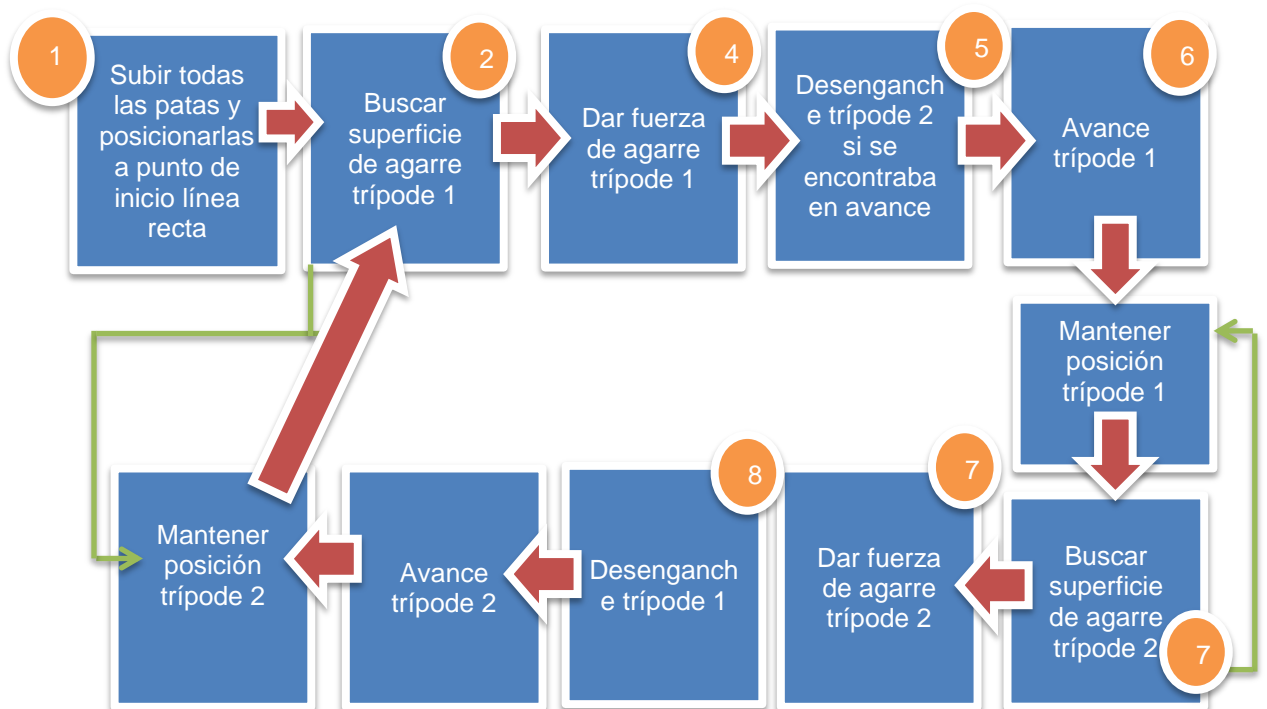 1
Subir todas
las patas y
posicionarlas
a punto de
inicio línea
recta
2
Buscar
superficie
de agarre
trípode 1
4
Dar fuerza
de agarre
trípode 1
5
Desenganch
e trípode 2
si se
encontraba
en avance
6
Avance
trípode 1
Mantener
posición
trípode 1
7
Buscar
superficie
de agarre
trípode 2
7
Dar fuerza
de agarre
trípode 2
8
Desenganch
e trípode 1
Avance
trípode 2
Mantener
posición
trípode 2